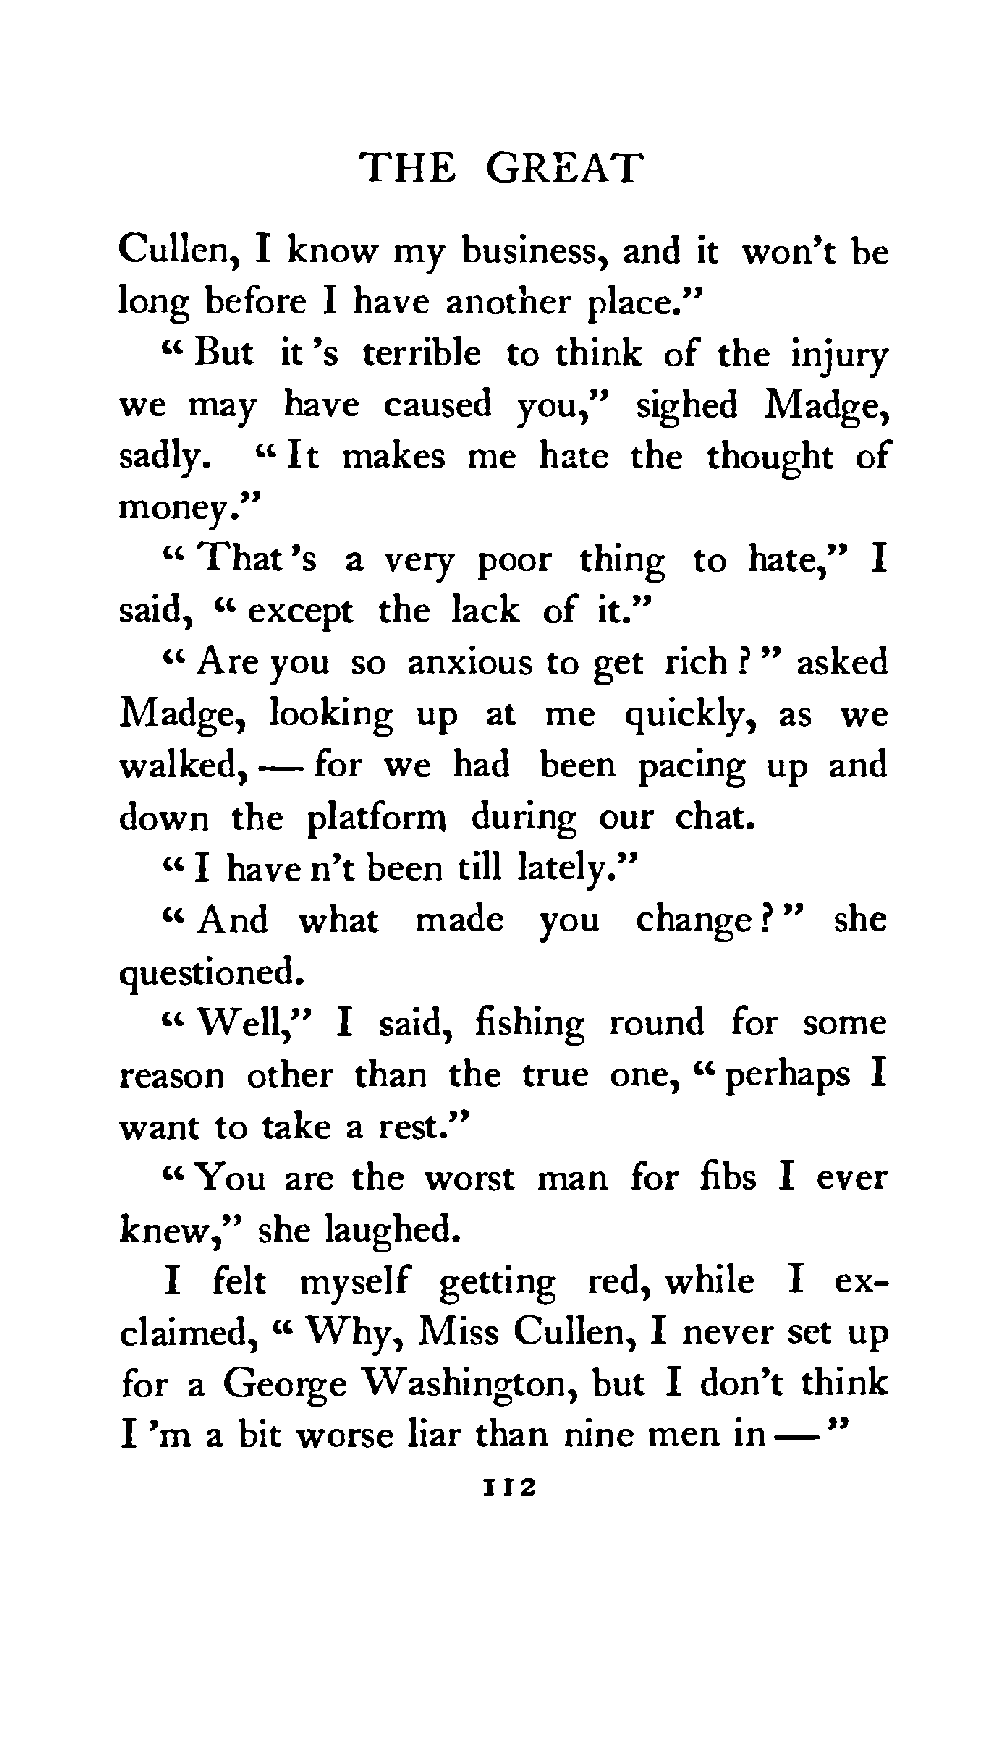 THE GREAT
Cullen, I know my business, and it won't be
long before I have another place."
" But it 's terrible to think of the injury
we may have caused you," sighed Madge,
sadly. " It makes me hate the thought of
money."
" That 's a very poor thing to hate," I
said, " except the lack of it."
" Are you so anxious to get rich ? " asked
Madge, looking up at me quickly, as we
walked, — for we had been pacing up and
down the platform during our chat.
" I have n't been till lately."
" And what made you change ? " she
questioned.
" Well," I said, fishing round for some
reason other than the true one, " perhaps I
want to take a rest."
" You are the worst man for fibs I ever
knew," she laughed.
I felt myself getting red, while I ex-
claimed, " Why, Miss Cullen, I never set up
for a George Washington, but I don't think
I 'm a bit worse liar than nine men in — "
112